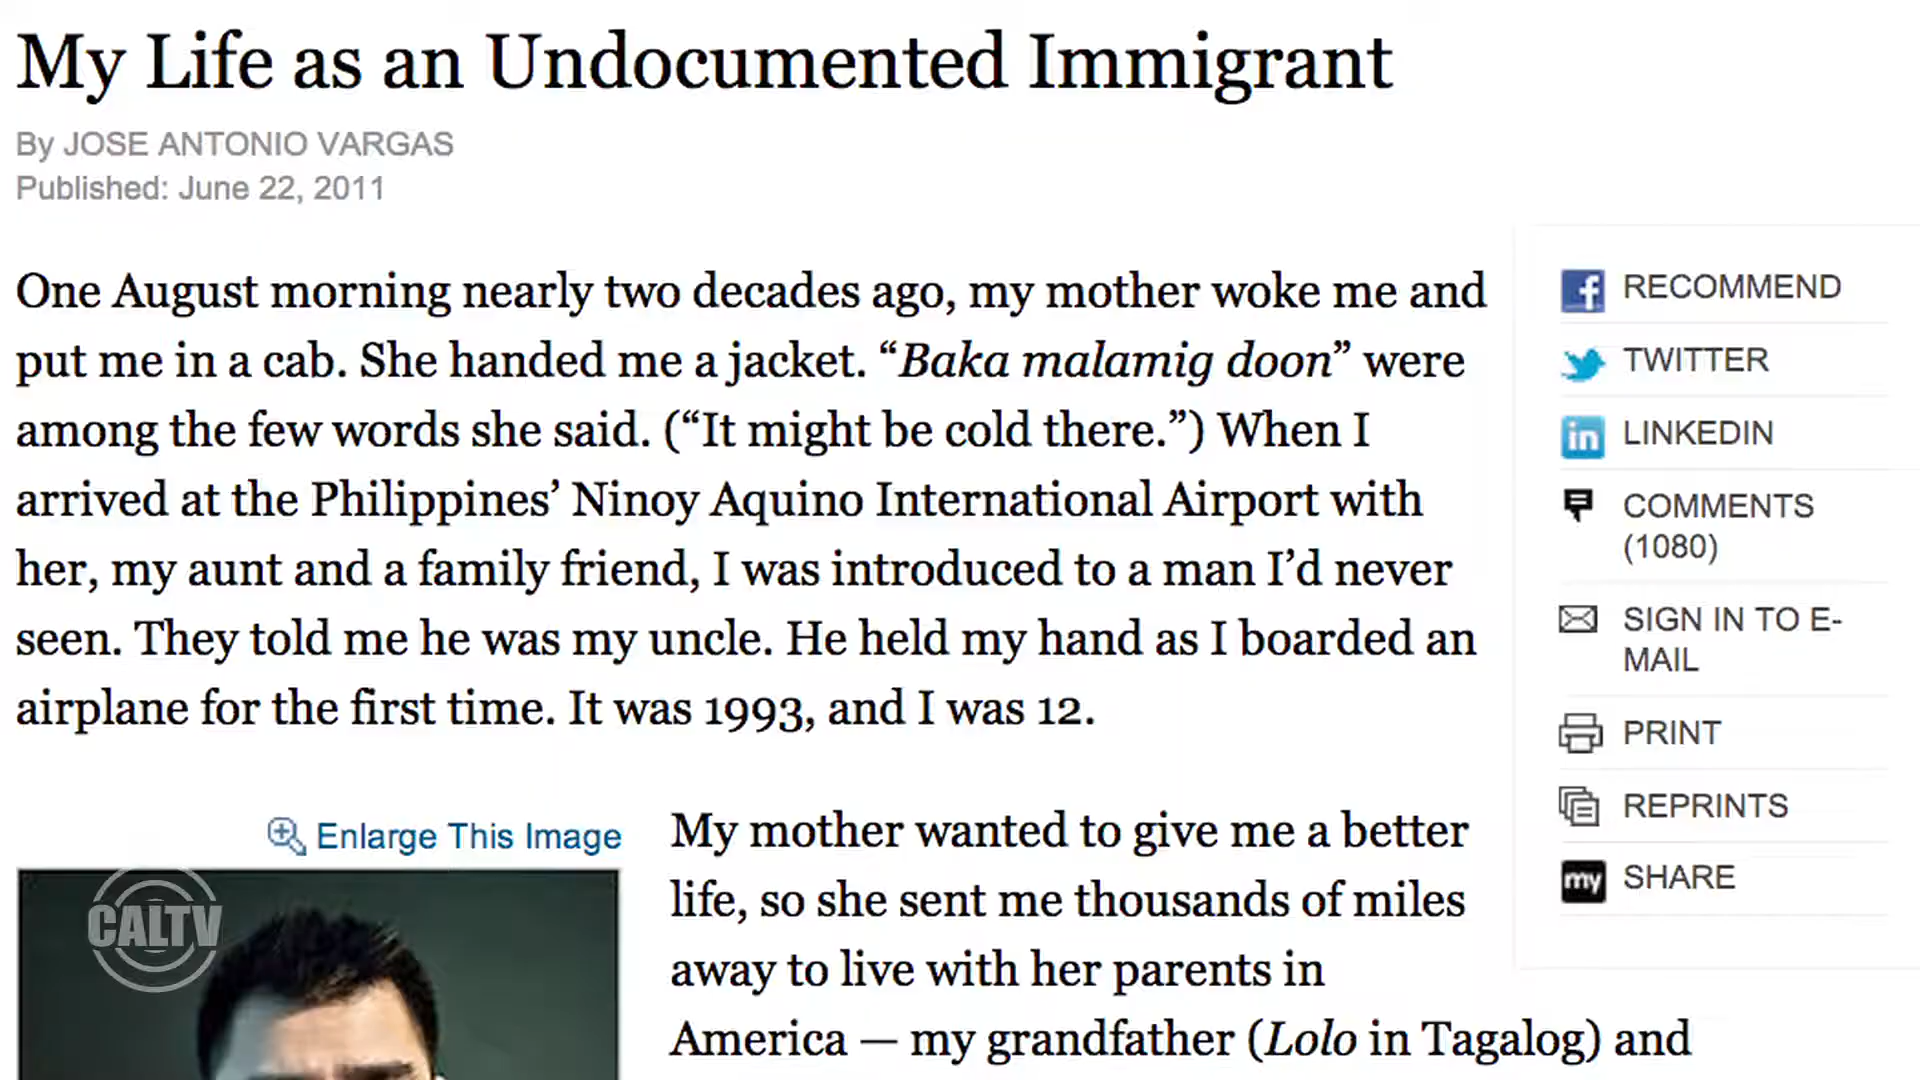 My Life as an Undocumented Immigrant
By JOSE ANTONIO VARGAS
Published: June 22, 2011
One August morning nearly two decades ago, my mother woke me and
put me in a cab. She handed me a jacket. “Baka malamig doon” were
among the few words she said. (“It might be cold there.”) When I
arrived at the Philippines’ Ninoy Aquino International Airport with
her, my aunt and a family friend, I was introduced to a man I’d never
seen. They told me he was my uncle. He held my hand as I boarded an
airplane for the first time. It was 1993, and I was 12.
Enlarge This Image
CALTV
My mother wanted to give me a better
life, so she sent me thousands of miles
away to live with her parents in
America — my grandfather (Lolo in Tagalog) and
f RECOMMEND
TWITTER
in LINKEDIN
COMMENTS
(1080)
SIGN IN TO E-
MAIL
PRINT
REPRINTS
my SHARE